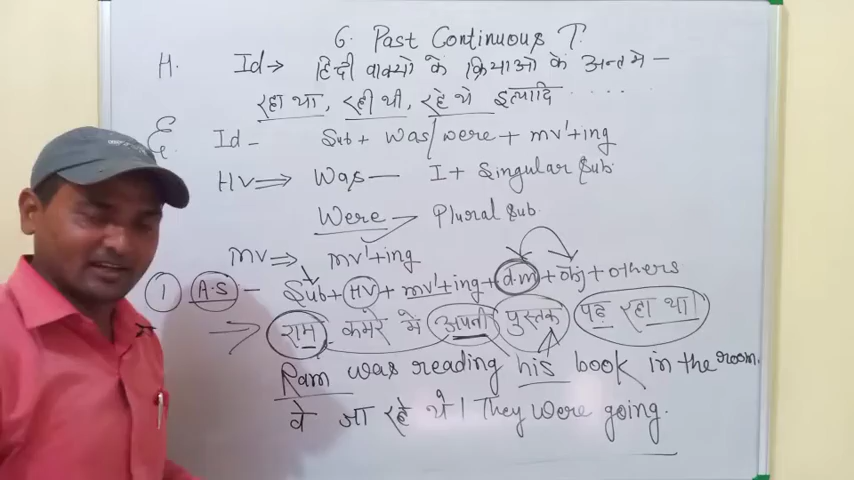 6. Past Continuous T.
H. Id→ हिंदी वाक्यो के क्रियाओ के अन्त मे —
रहा था, रही थी, रहे थे इत्यादि ......
E Id- Sub+ was/were + mv'+ing
HV⇒ Was — I+ Singular Sub.
Were — Plural Sub.
mv⇒ mv'+ing
① A.S - Sub+HV+mv'+ing+d.m+obj+others
→ राम कमरे में अपनी पुस्तक पढ़ रहा था।
Ram was reading his book in the room.
वे जा रहे थे। They were going.